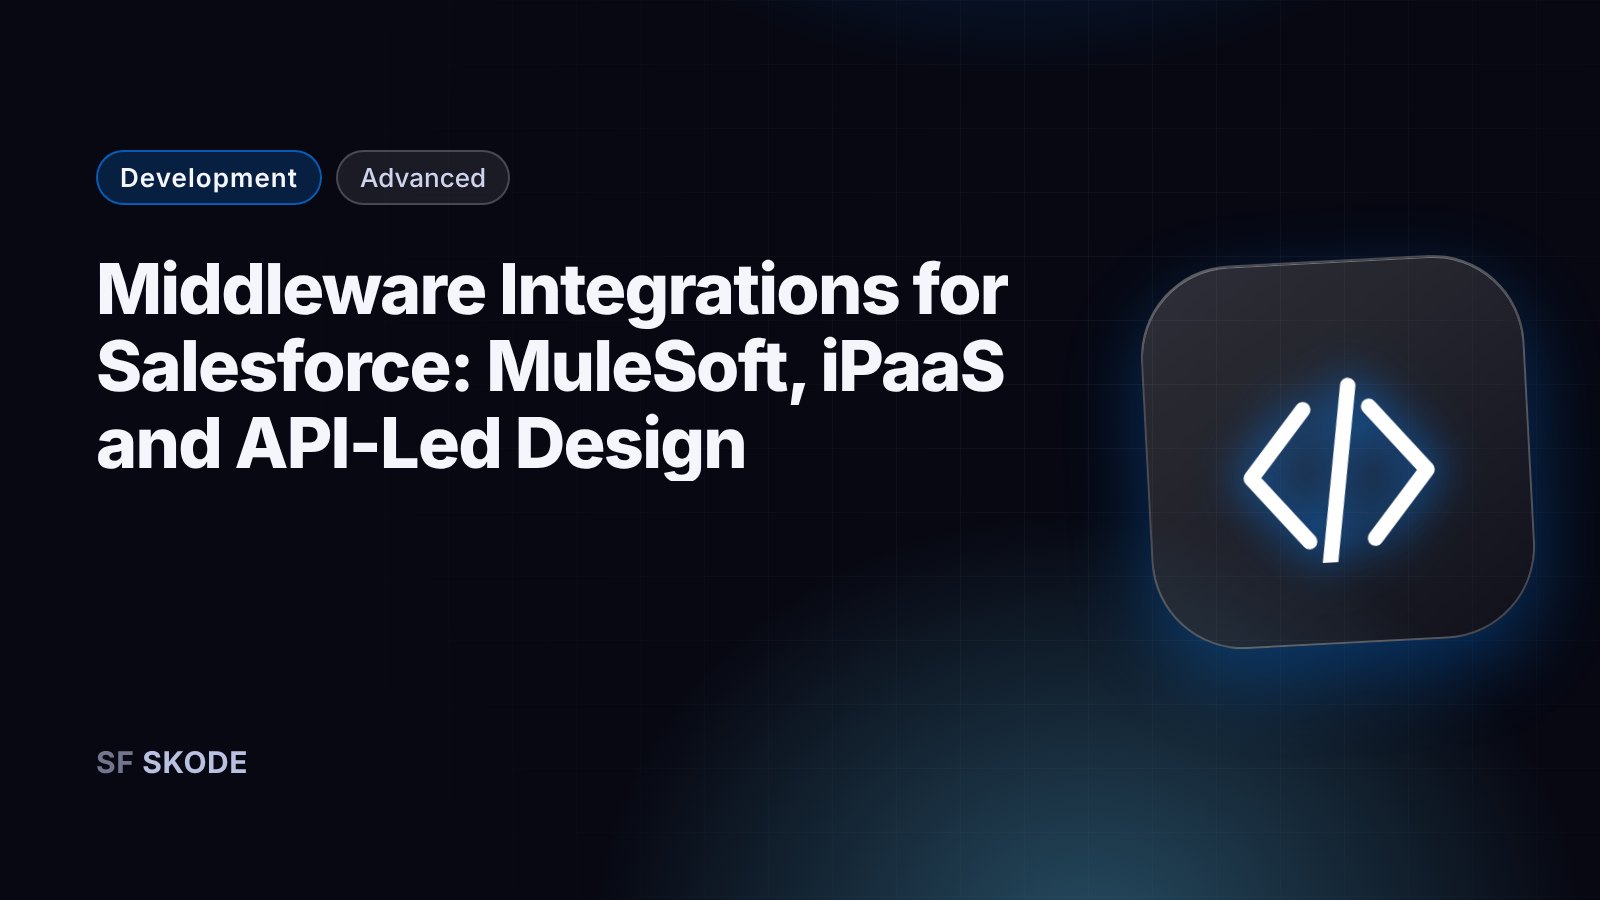 Development Advanced
Middleware Integrations for
Salesforce: MuleSoft, iPaaS
and API-Led Design
SF SKODE